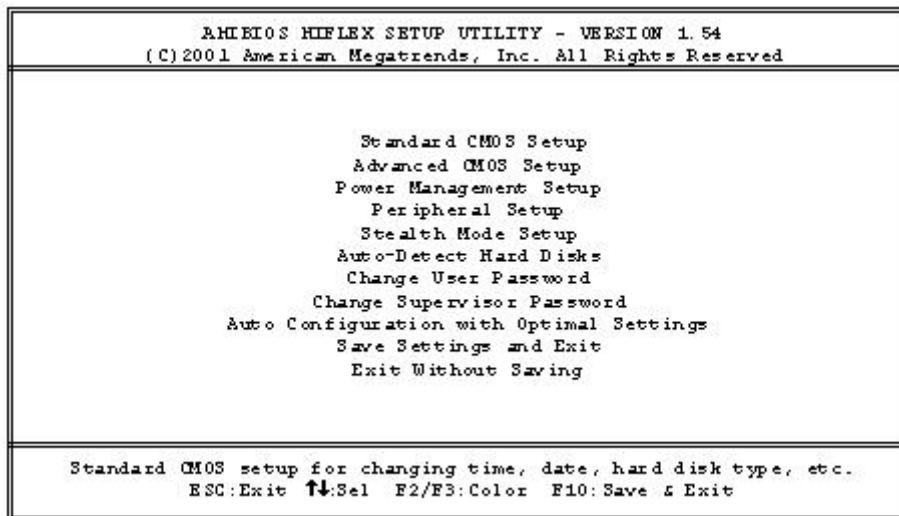 AMIBIOS HIFLEX SETUP UTILITY - VERSION 1.54
(C)2001 American Megatrends, Inc. All Rights Reserved
Standard CMOS Setup
Advanced CMOS Setup
Power Management Setup
Peripheral Setup
Stealth Mode Setup
Auto-Detect Hard Disks
Change User Password
Change Supervisor Password
Auto Configuration with Optimal Settings
Save Settings and Exit
Exit Without Saving
Standard CMOS setup for changing time, date, hard disk type, etc.
ESC:Exit ↑↓:Sel F2/F3:Color F10:Save & Exit